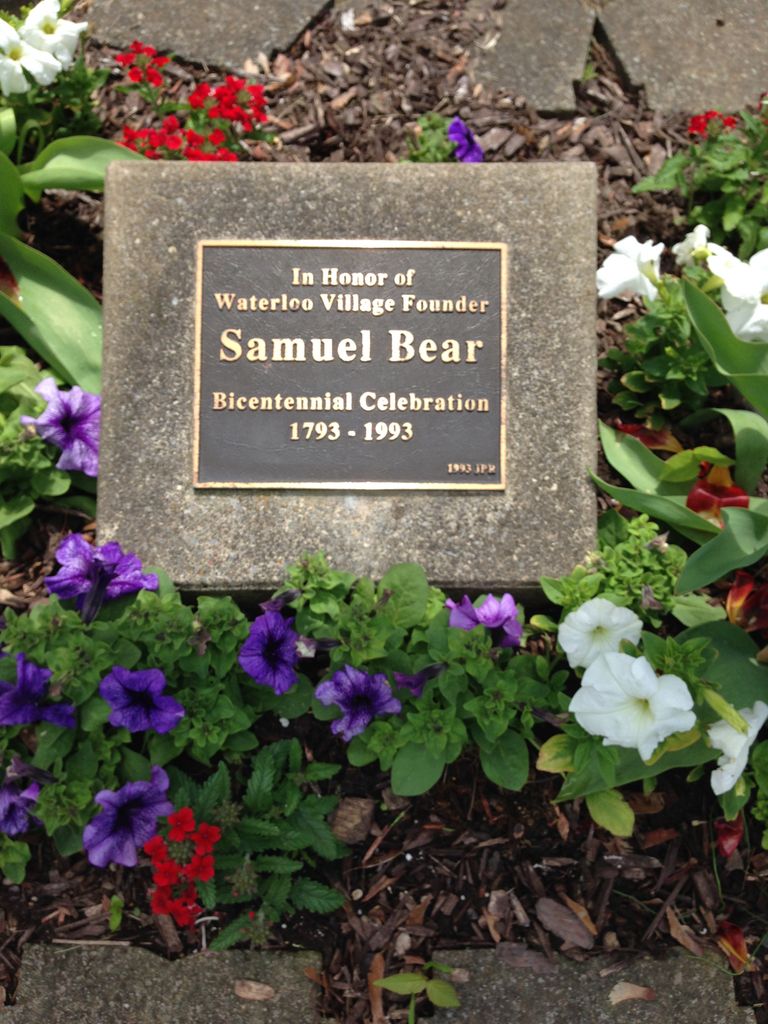 In Honor of
Waterloo Village Founder
Samuel Bear
Bicentennial Celebration
1793 - 1993
1993 JPR